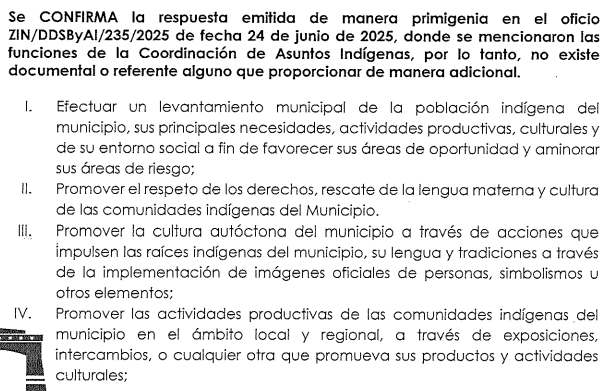 Se CONFIRMA la respuesta emitida de manera primigenia en el oficio
ZIN/DDSByAI/235/2025 de fecha 24 de junio de 2025, donde se mencionaron las
funciones de la Coordinación de Asuntos Indígenas, por lo tanto, no existe
documental o referente alguno que proporcionar de manera adicional.
I. Efectuar un levantamiento municipal de la población indígena del
municipio, sus principales necesidades, actividades productivas, culturales y
de su entorno social a fin de favorecer sus áreas de oportunidad y aminorar
sus áreas de riesgo;
II. Promover el respeto de los derechos, rescate de la lengua materna y cultura
de las comunidades indígenas del Municipio.
III. Promover la cultura autóctona del municipio a través de acciones que
impulsen las raíces indígenas del municipio, su lengua y tradiciones a través
de la implementación de imágenes oficiales de personas, simbolismos u
otros elementos;
IV. Promover las actividades productivas de las comunidades indígenas del
municipio en el ámbito local y regional, a través de exposiciones,
intercambios, o cualquier otra que promueva sus productos y actividades
culturales;